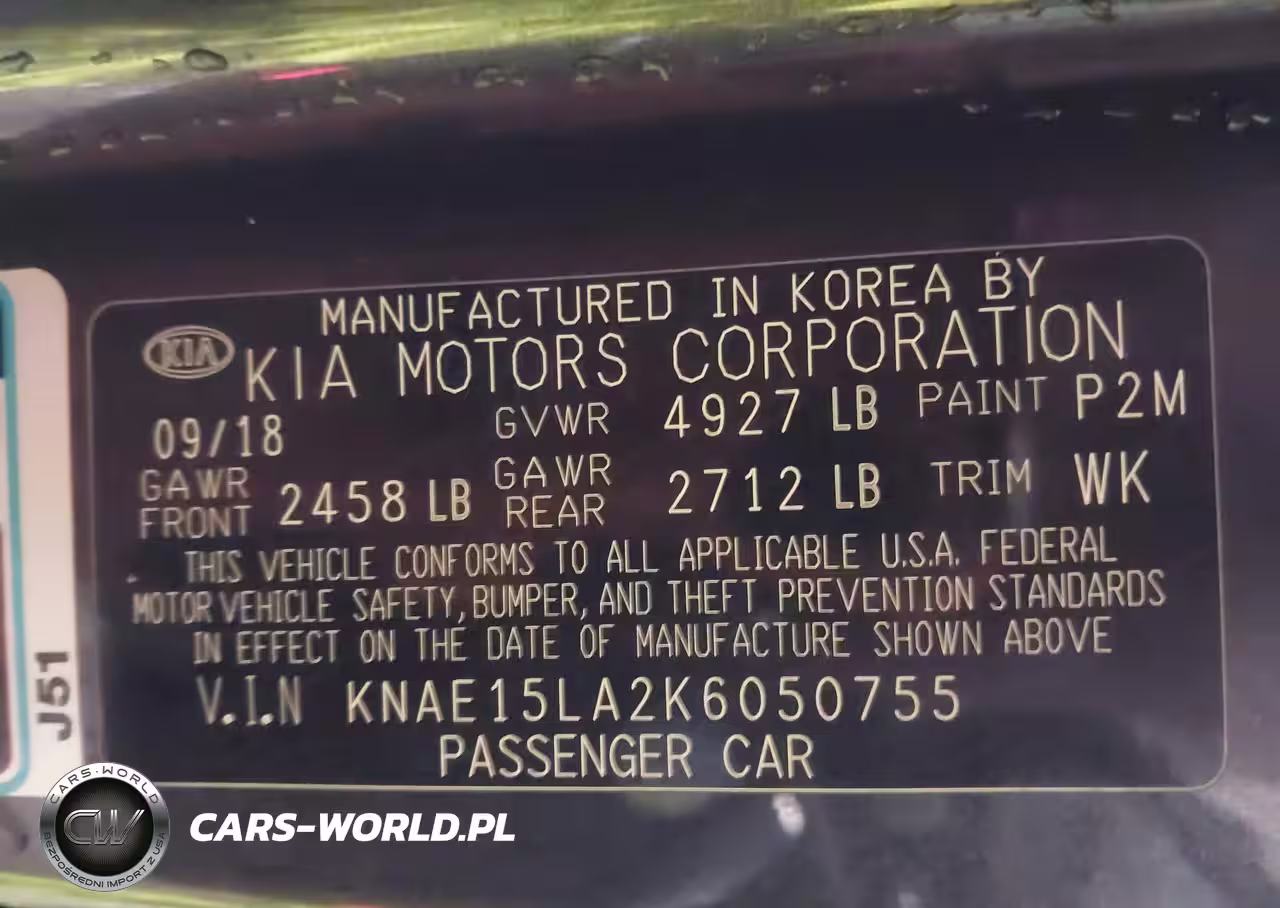 MANUFACTURED IN KOREA BY
KIA KIA MOTORS CORPORATION
09/18 GVWR 4927 LB PAINT P2M
GAWR FRONT 2458 LB GAWR REAR 2712 LB TRIM WK
THIS VEHICLE CONFORMS TO ALL APPLICABLE U.S.A. FEDERAL
MOTOR VEHICLE SAFETY, BUMPER, AND THEFT PREVENTION STANDARDS
IN EFFECT ON THE DATE OF MANUFACTURE SHOWN ABOVE
V.I.N KNAE15LA2K6050755
PASSENGER CAR
J51
CARS-WORLD
CW
BEZPOŚREDNI IMPORT Z USA
CARS-WORLD.PL